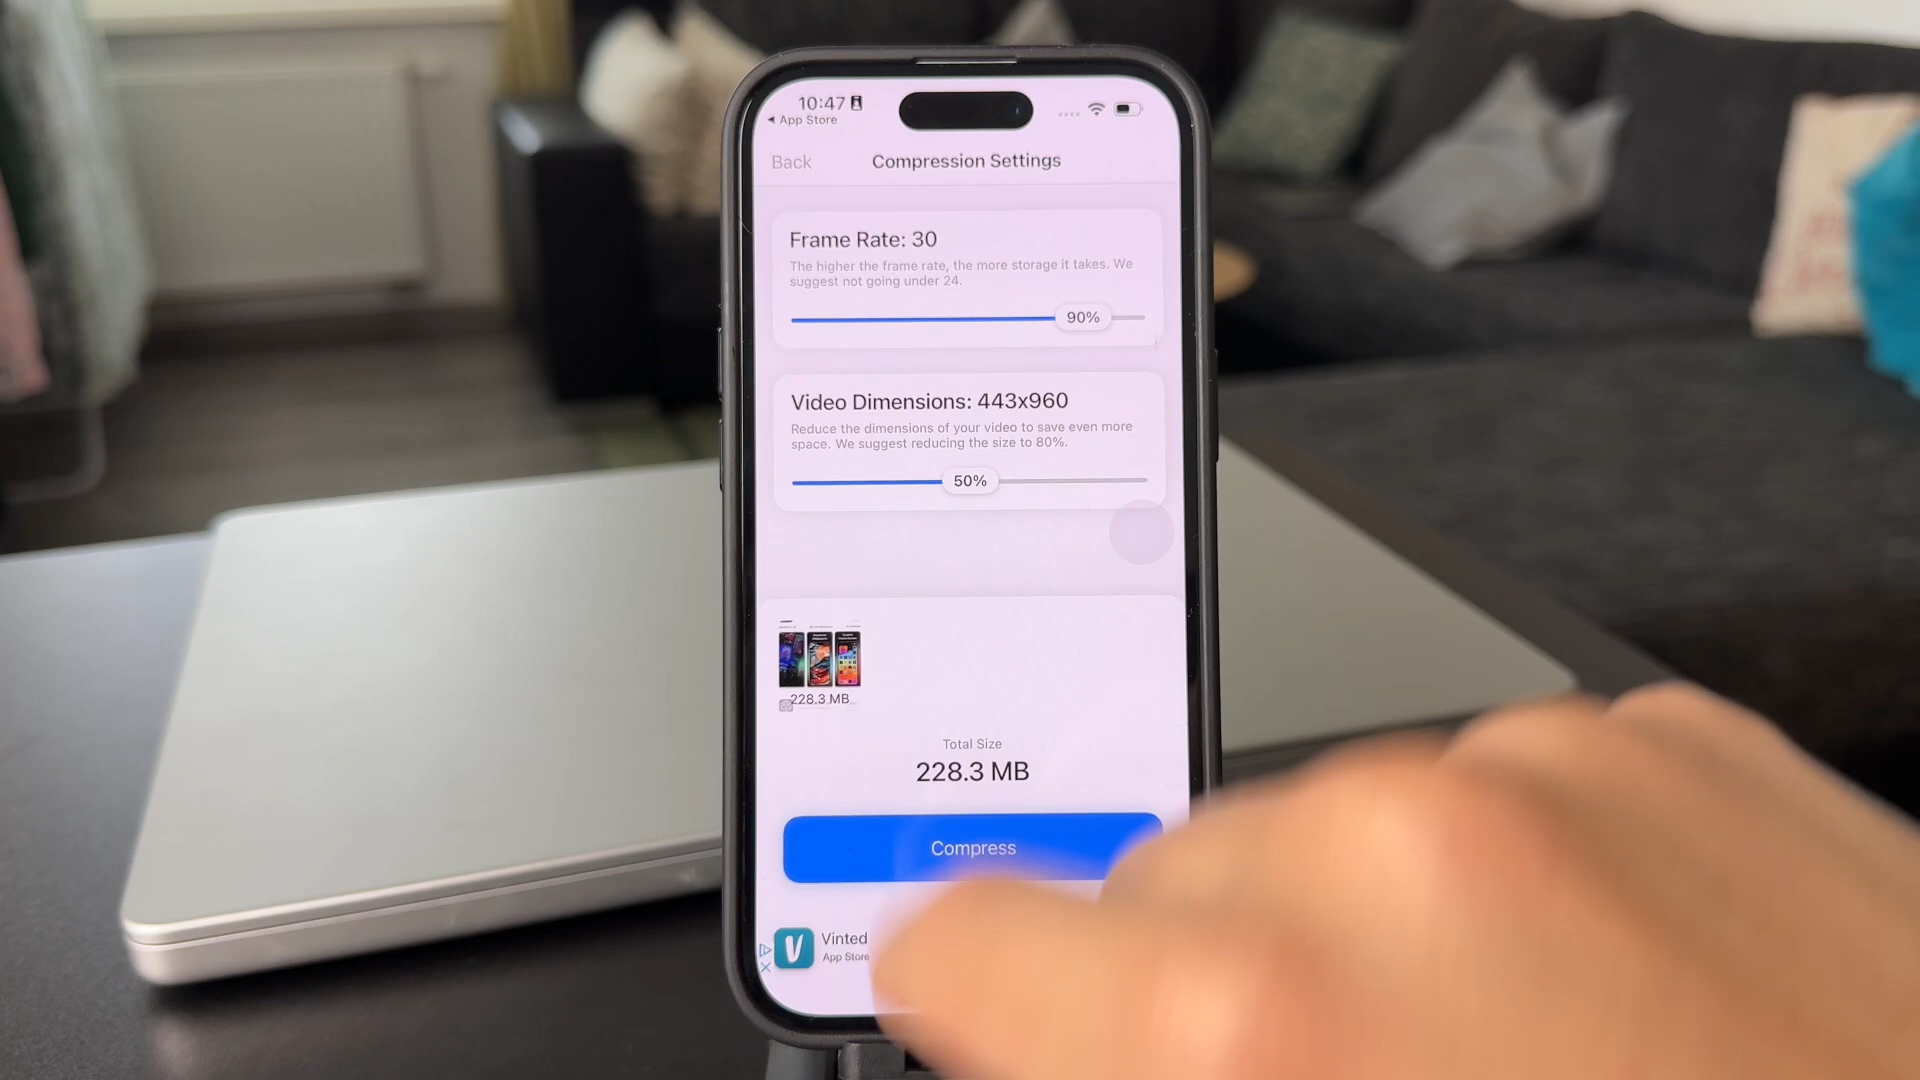 10:47
◂ App Store
Back
Compression Settings
Frame Rate: 30
The higher the frame rate, the more storage it takes. We
suggest not going under 24.
90%
Video Dimensions: 443x960
Reduce the dimensions of your video to save even more
space. We suggest reducing the size to 80%.
50%
228.3 MB
Total Size
228.3 MB
Compress
Vinted
App Store